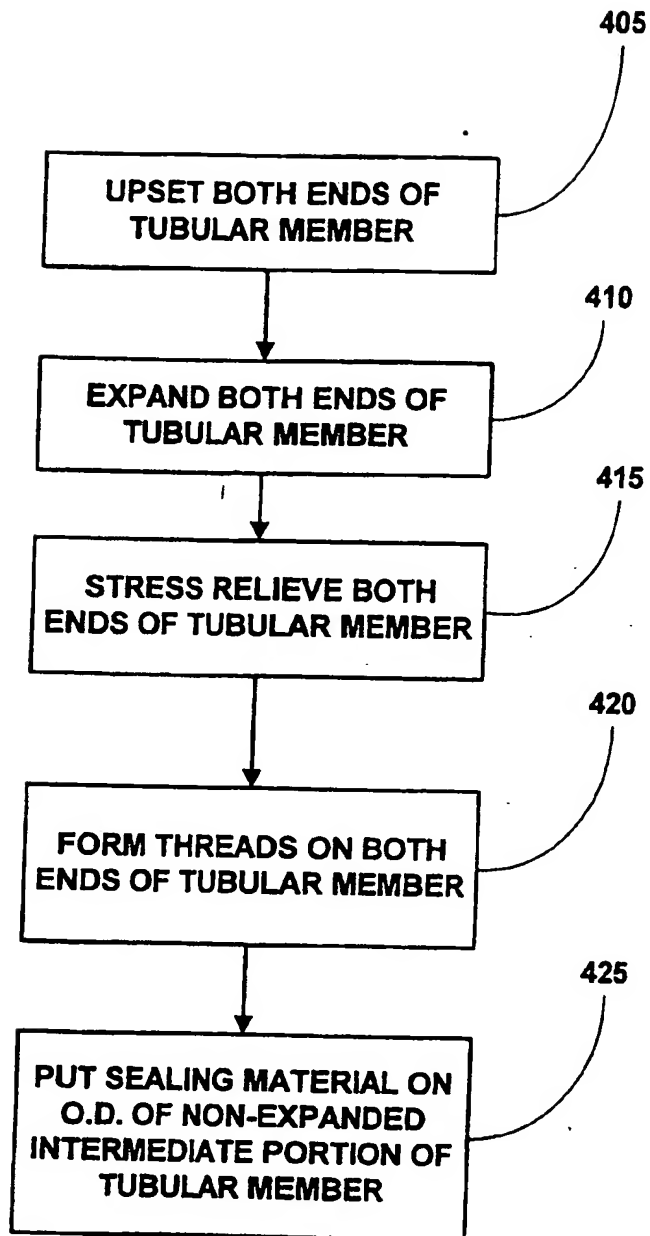 405
UPSET BOTH ENDS OF
TUBULAR MEMBER
410
EXPAND BOTH ENDS OF
TUBULAR MEMBER
415
STRESS RELIEVE BOTH
ENDS OF TUBULAR MEMBER
420
FORM THREADS ON BOTH
ENDS OF TUBULAR MEMBER
425
PUT SEALING MATERIAL ON
O.D. OF NON-EXPANDED
INTERMEDIATE PORTION OF
TUBULAR MEMBER